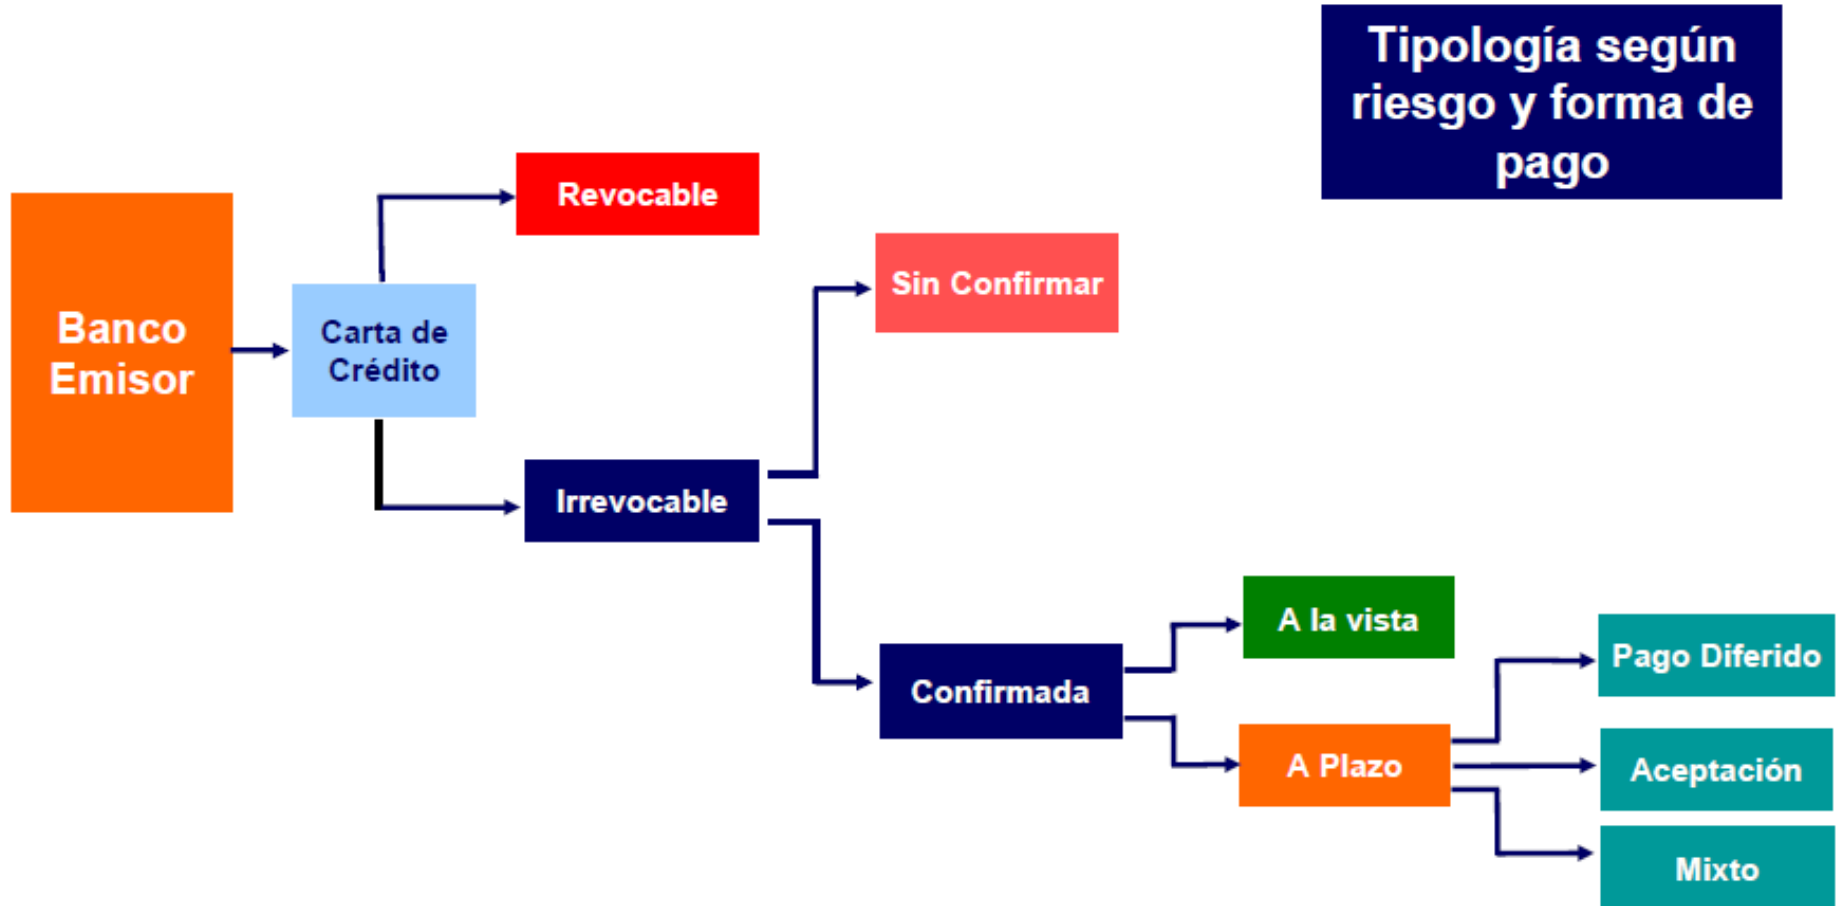 Tipología según
riesgo y forma de
pago
Revocable
Sin Confirmar
Banco
Emisor
Carta de
Crédito
Irrevocable
A la vista
Pago Diferido
Confirmada
A Plazo
Aceptación
Mixto